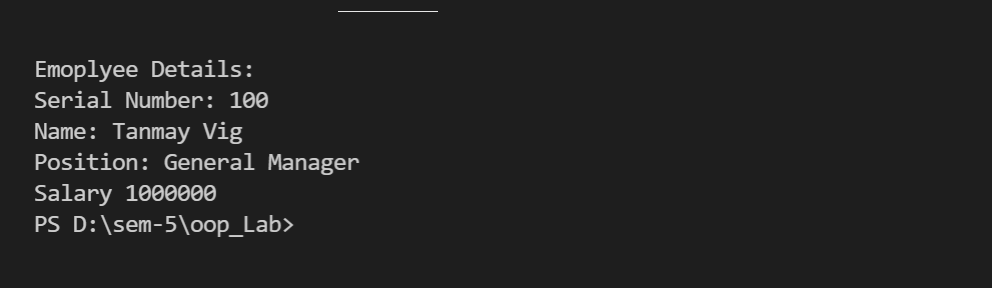 Emoplyee Details:
Serial Number: 100
Name: Tanmay Vig
Position: General Manager
Salary 1000000
PS D:\sem-5\oop_Lab>